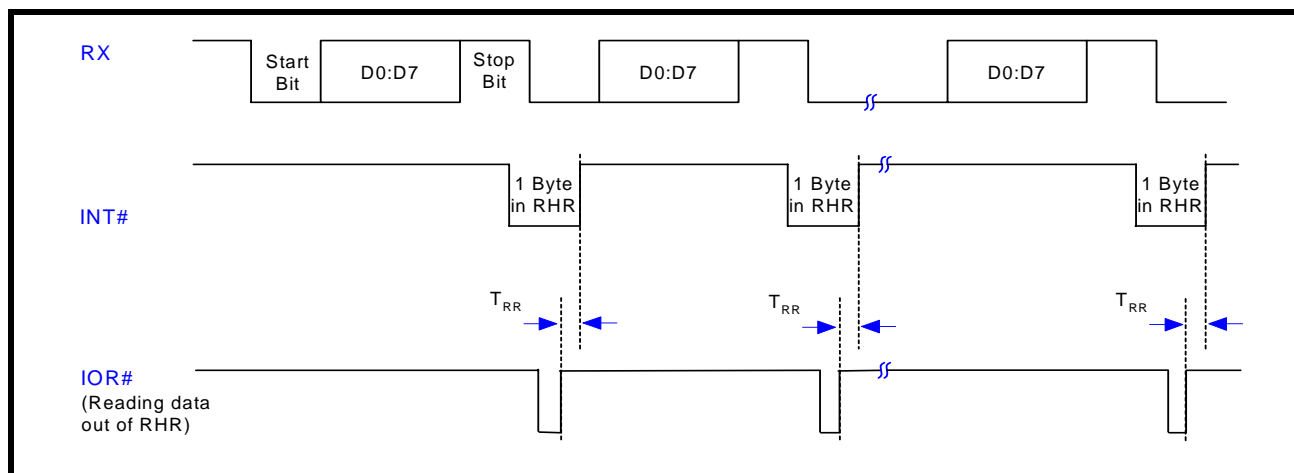 RX
Start
Bit
D0:D7
Stop
Bit
D0:D7
D0:D7
INT#
1 Byte
in RHR
1 Byte
in RHR
1 Byte
in RHR
TRR
TRR
TRR
IOR#
(Reading data
out of RHR)